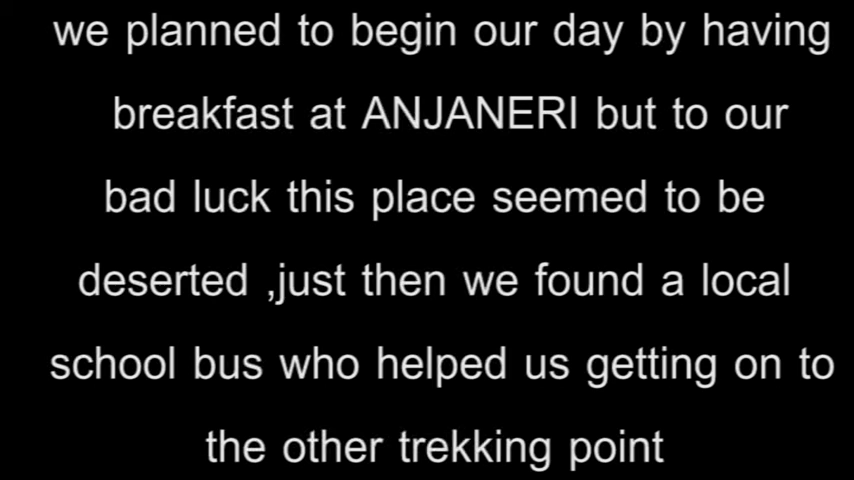 we planned to begin our day by having
breakfast at ANJANERI but to our
bad luck this place seemed to be
deserted ,just then we found a local
school bus who helped us getting on to
the other trekking point